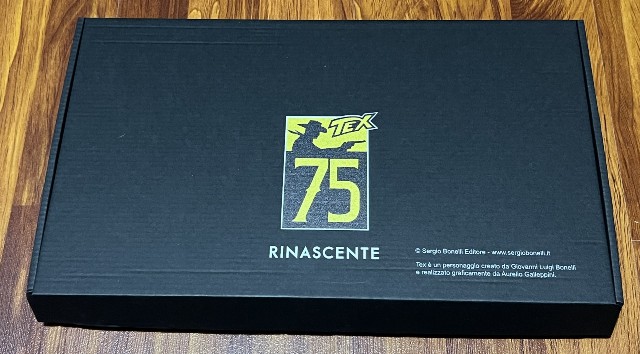 TEX
75
RINASCENTE
© Sergio Bonelli Editore - www.sergiobonelli.it
Tex è un personaggio creato da Giovanni Luigi Bonelli
e realizzato graficamente da Aurelio Galleppini.